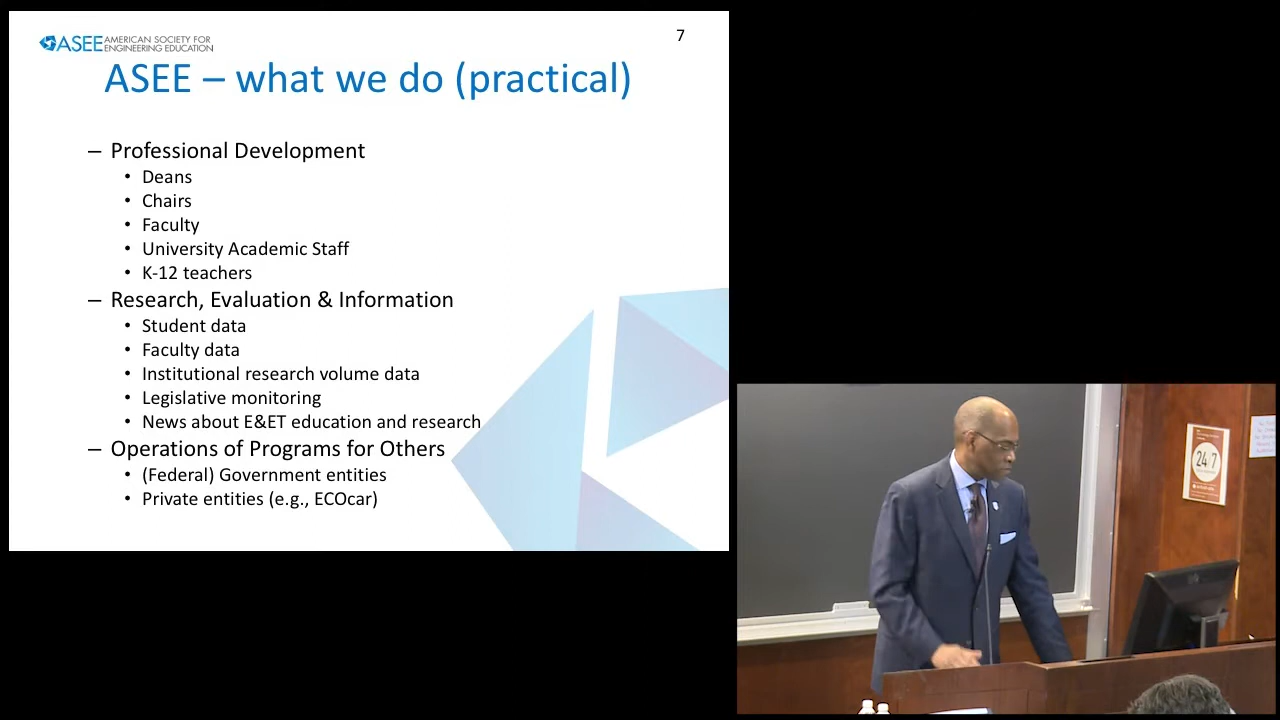 ASEE AMERICAN SOCIETY FOR
ENGINEERING EDUCATION
7
ASEE – what we do (practical)
– Professional Development
• Deans
• Chairs
• Faculty
• University Academic Staff
• K-12 teachers
– Research, Evaluation & Information
• Student data
• Faculty data
• Institutional research volume data
• Legislative monitoring
• News about E&ET education and research
– Operations of Programs for Others
• (Federal) Government entities
• Private entities (e.g., ECOcar)
24 7